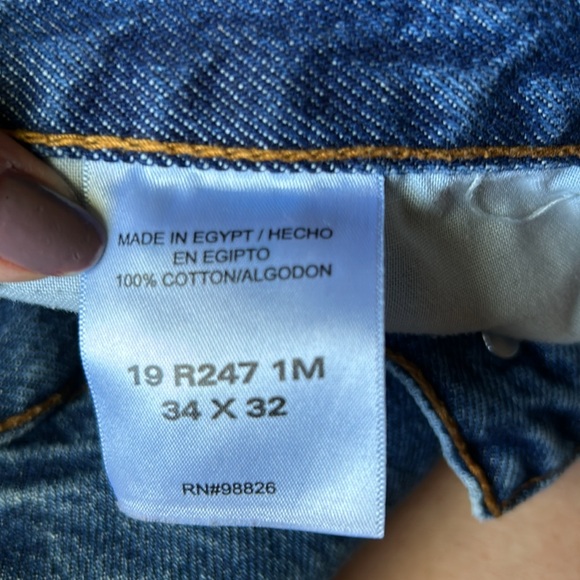 MADE IN EGYPT / HECHO
EN EGIPTO
100% COTTON/ALGODON
19 R247 1M
34 X 32
RN#98826